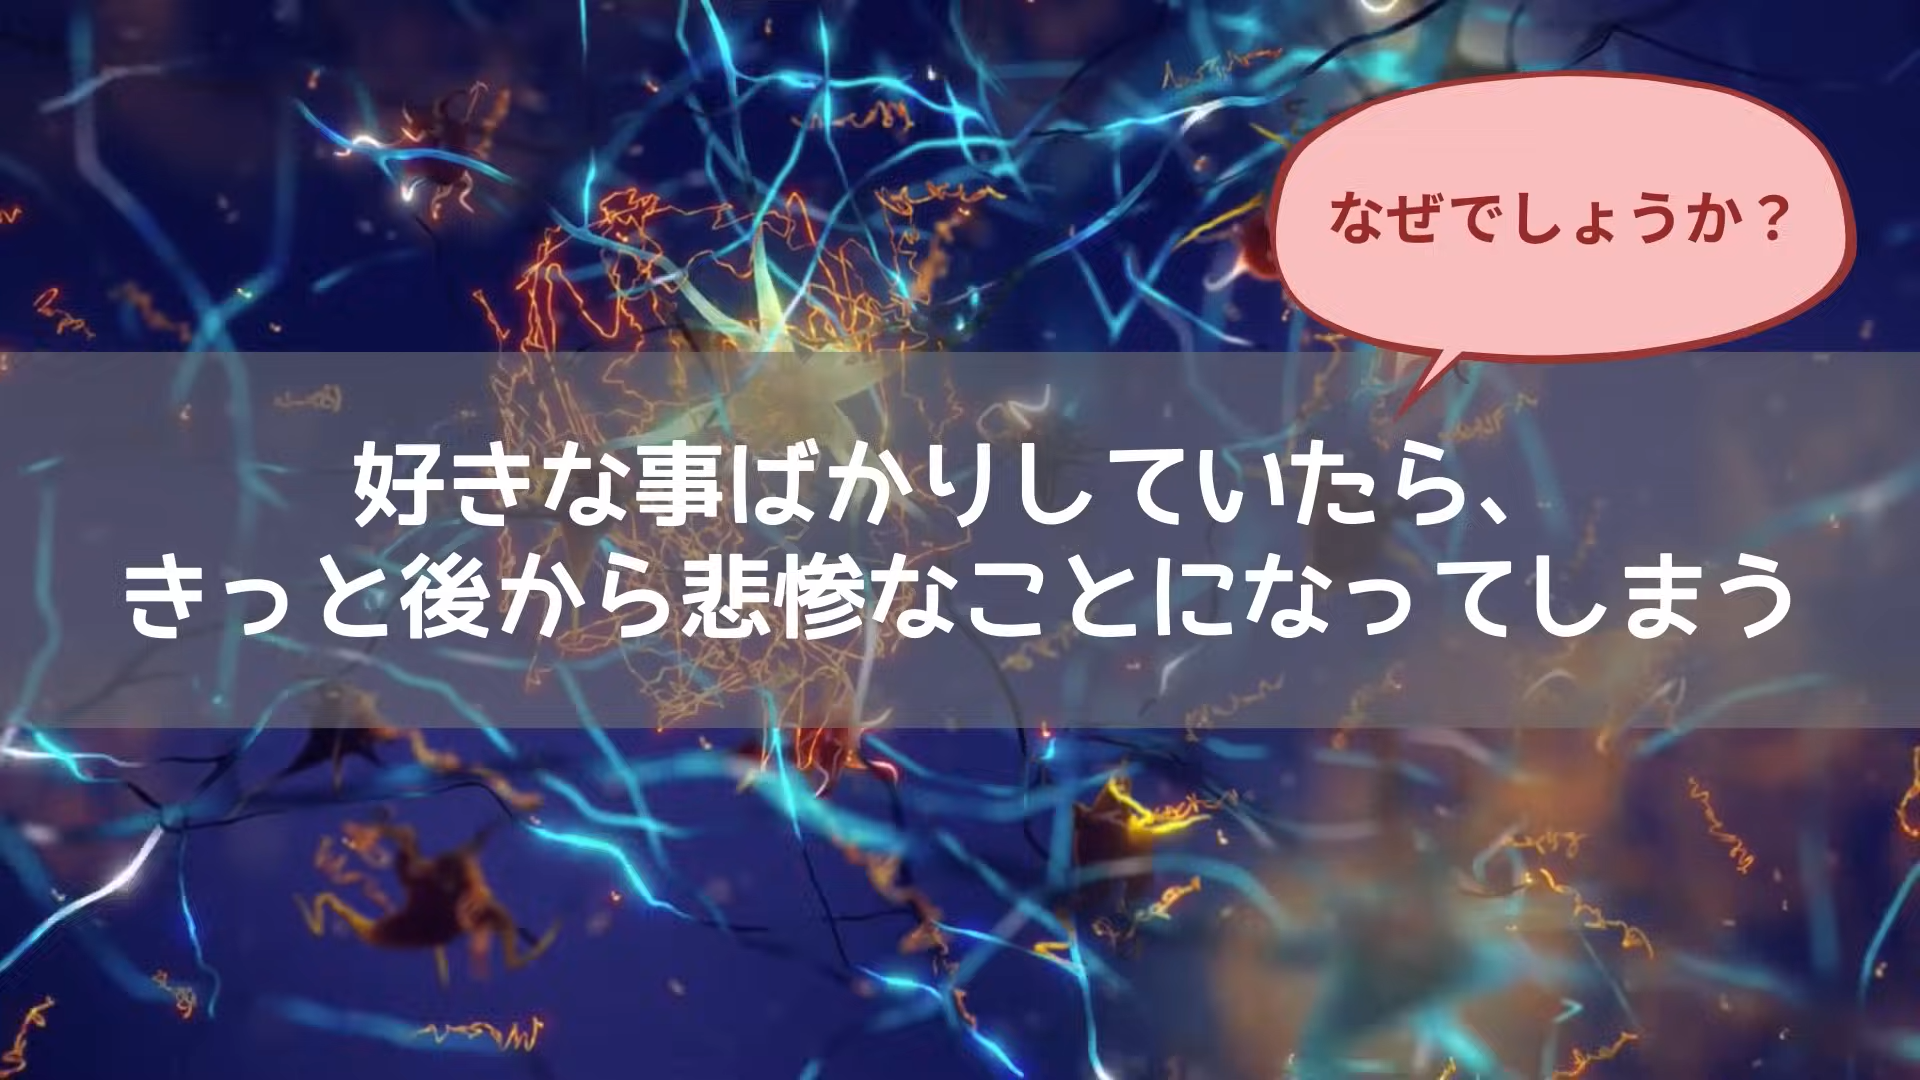 なぜでしょうか？
好きな事ばかりしていたら、
きっと後から悲惨なことになってしまう